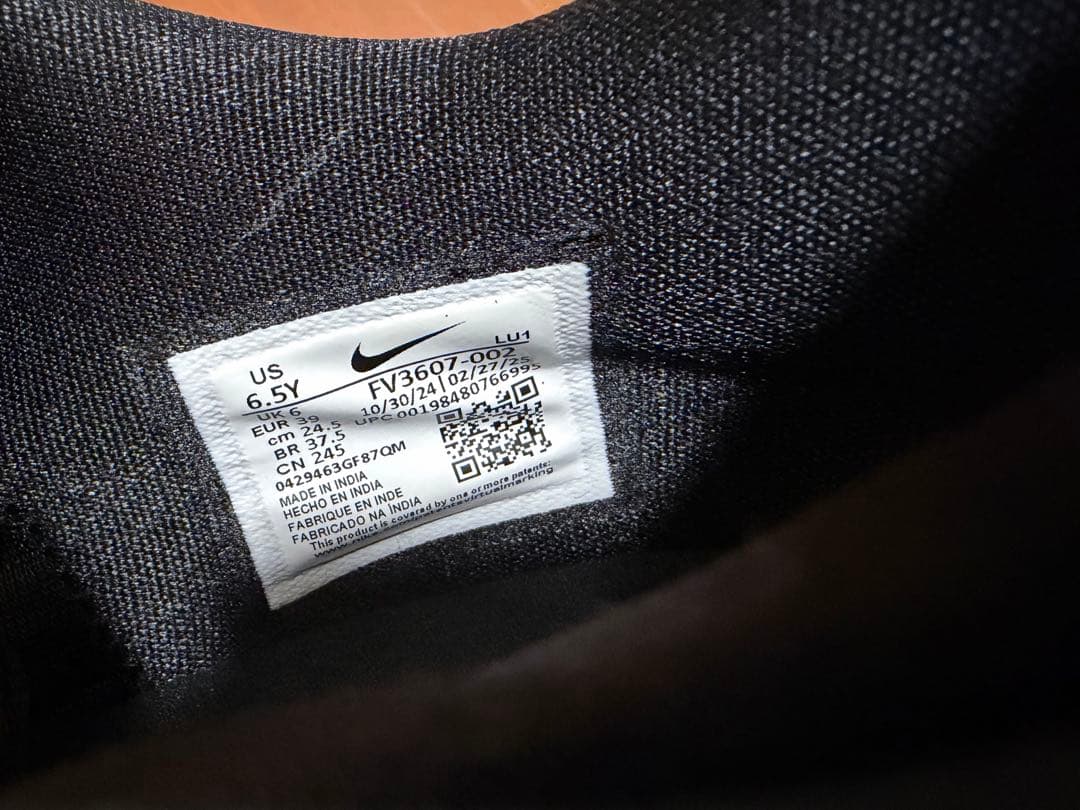 US
6.5Y
LU1
FV3607-002
10/30/24|02/27/25
UPC 00198480766995
UK 6
EUR 39
cm 24.5
BR 37.5
CN 245
0429463GF87QM
MADE IN INDIA
HECHO EN INDIA
FABRIQUE EN INDE
FABRICADO NA INDIA
This product is covered by one or more patents: